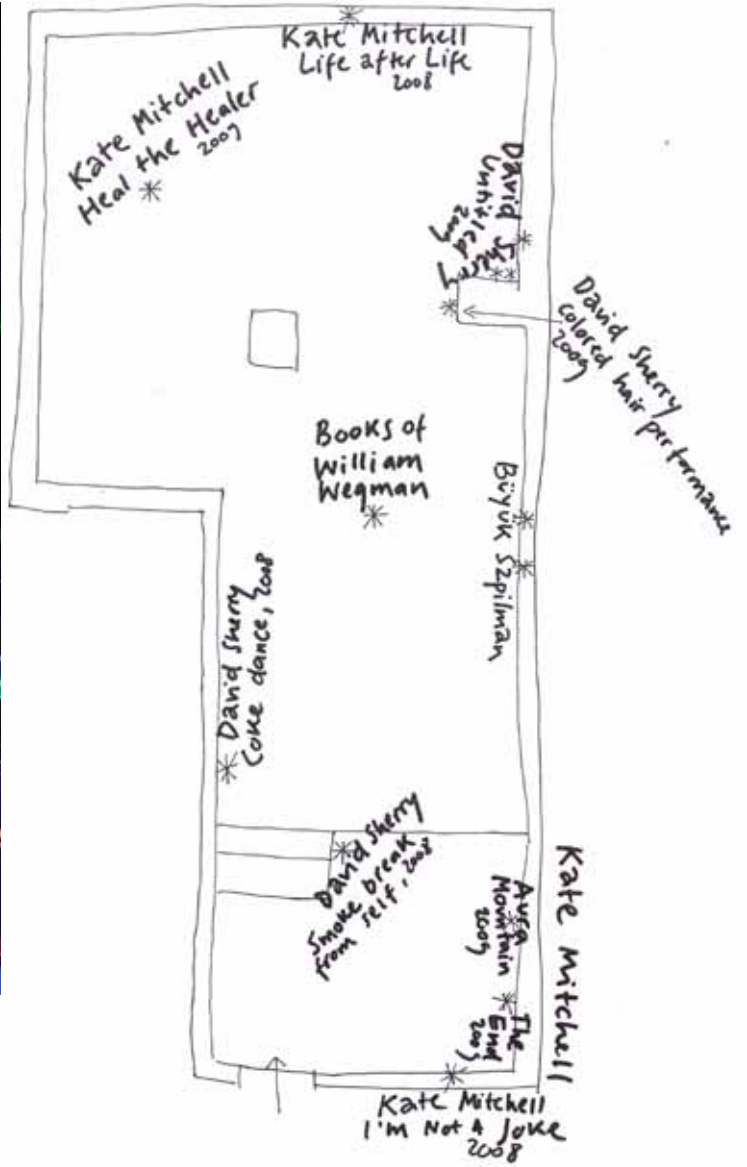 Kate Mitchell
Life after Life
2008
Kate Mitchell
Heal the Healer
2009
David Sherry
Untitled
2009
David Sherry
colored hair performance
2009
Books of
William
Wegman
Büyük Szpilman
David Sherry
Coke dance, 2008
David Sherry
Smoke break
from self, 2008
Kate Mitchell
Aura
Mountain
2009
The
End
2009
Kate Mitchell
I'm Not A Joke
2008